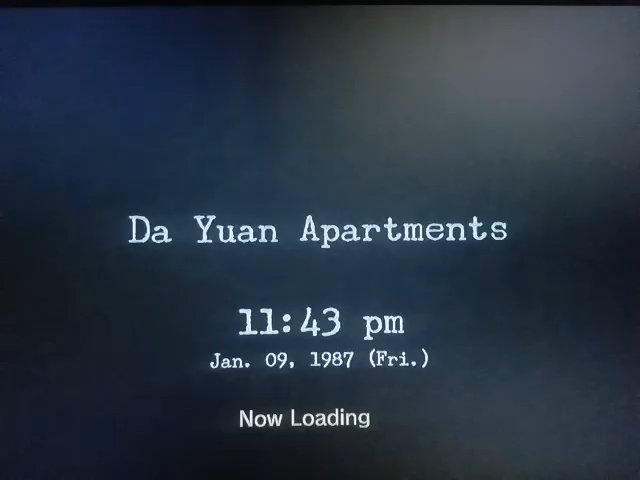 Da Yuan Apartments
11:43 pm
Jan. 09, 1987 (Fri.)
Now Loading